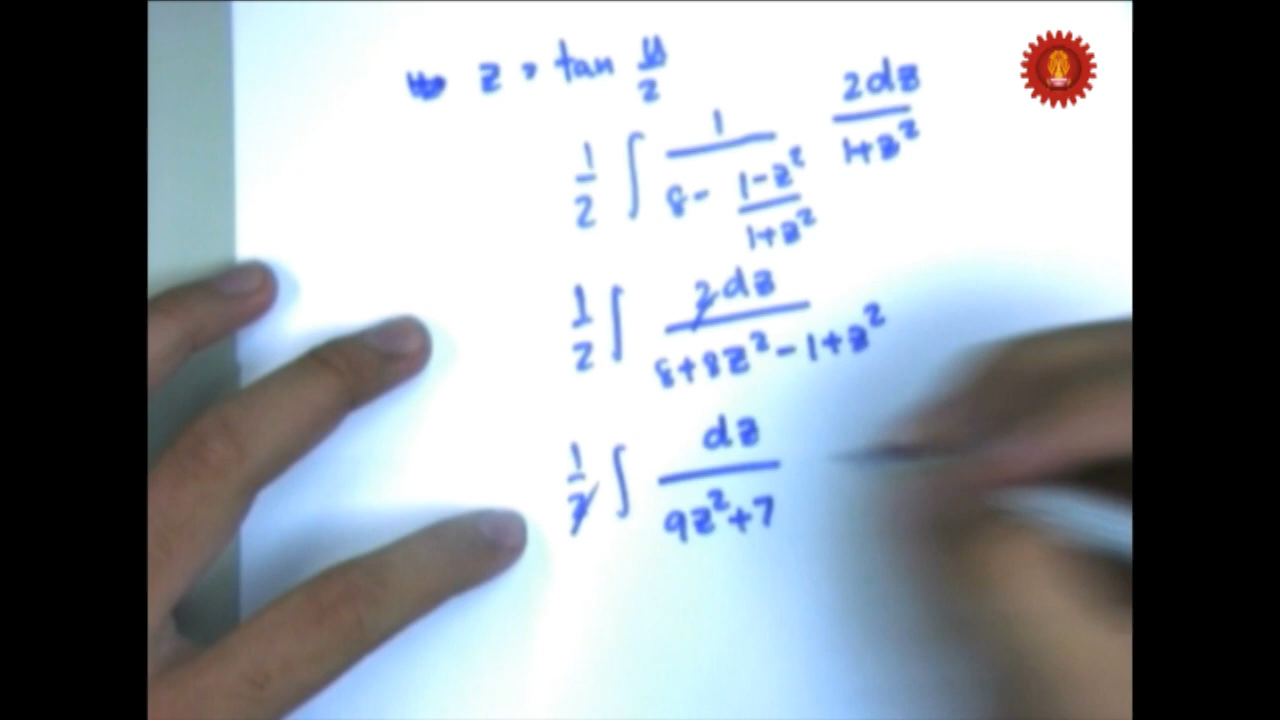 z = tan y/2
1/2 ∫ 1/(8 - (1-z²)/(1+z²)) 2dz/(1+z²)
1/2 ∫ 2dz/(8+8z²-1+z²)
1/2 ∫ dz/(9z²+7)